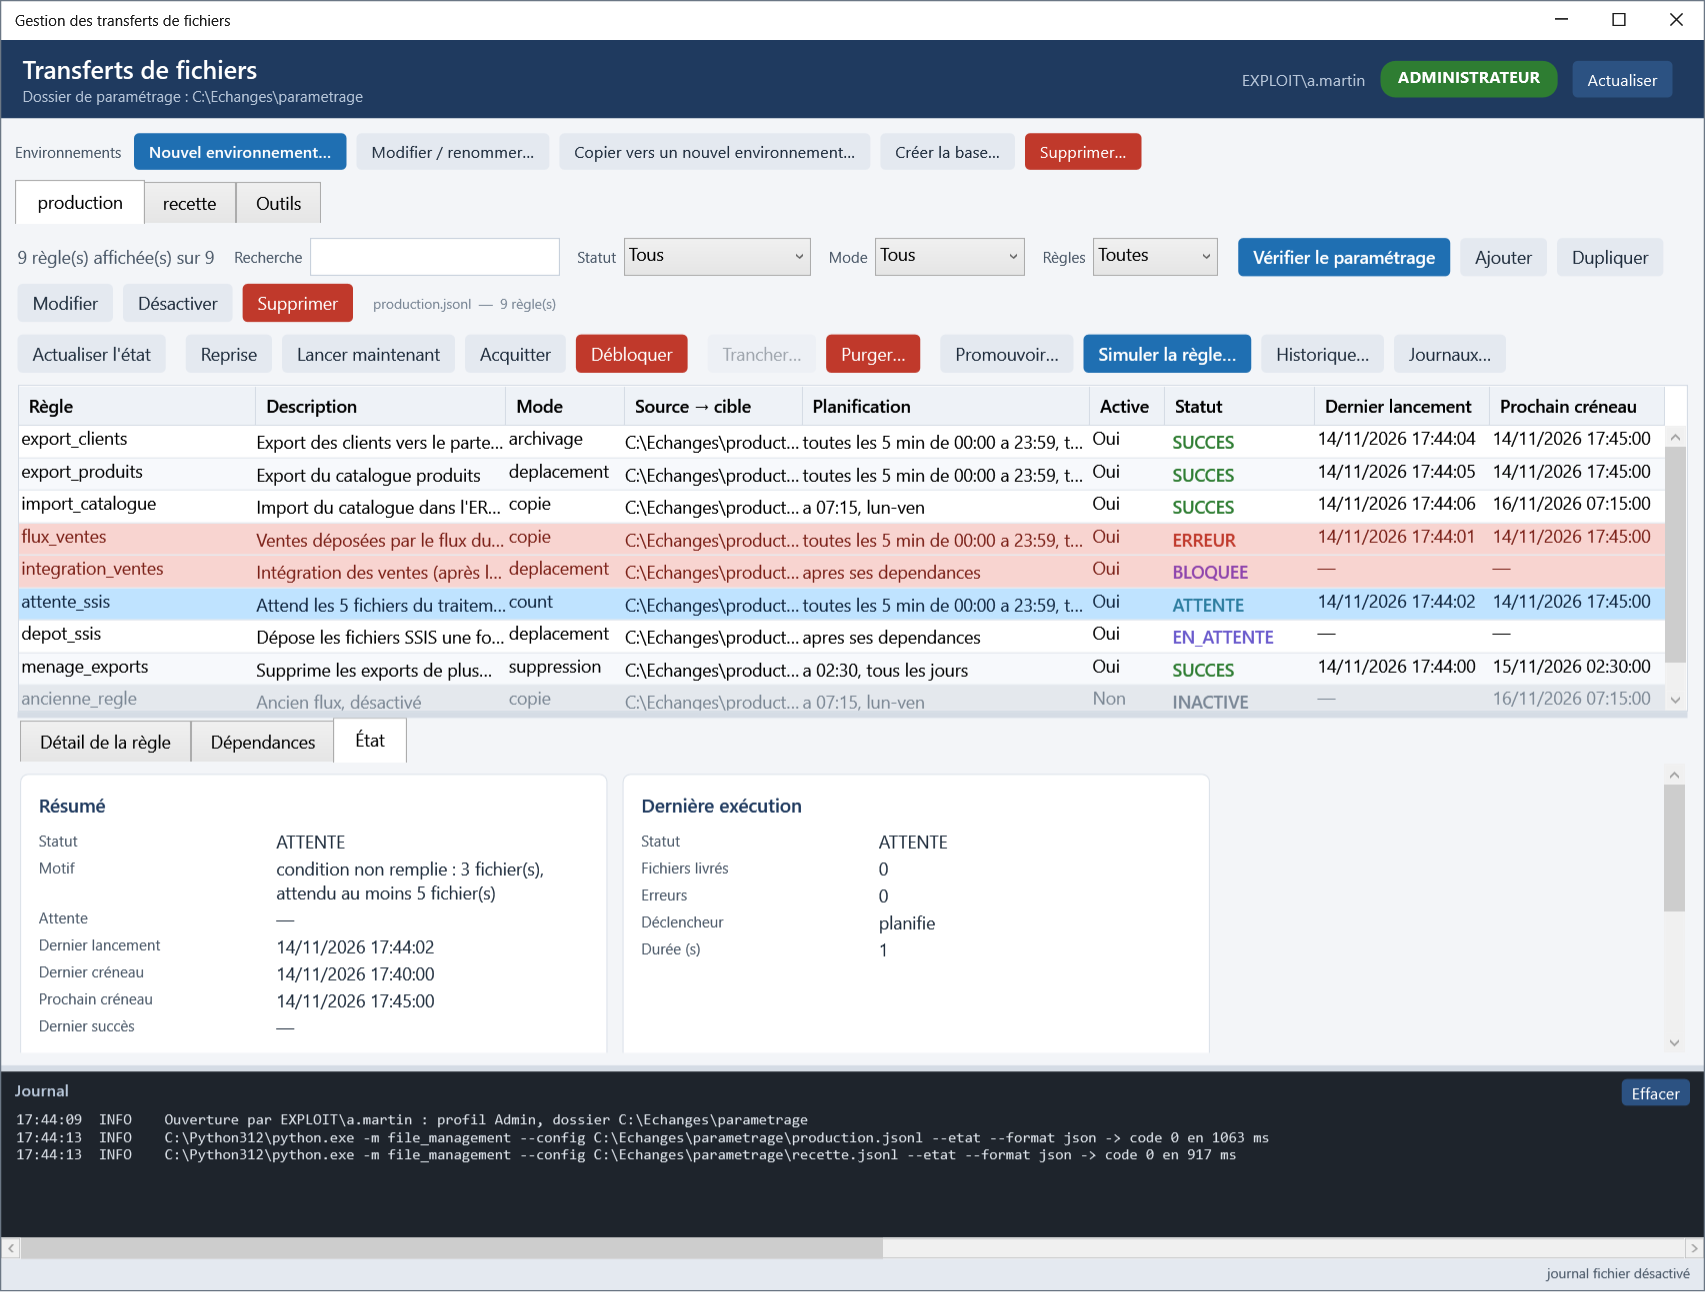 Gestion des transferts de fichiers
Transferts de fichiers
Dossier de paramétrage : C:\Echanges\parametrage
EXPLOIT\a.martin
ADMINISTRATEUR
Actualiser
Environnements Nouvel environnement... Modifier / renommer... Copier vers un nouvel environnement... Créer la base... Supprimer...
production recette Outils
9 règle(s) affichée(s) sur 9 Recherche Statut Tous Mode Tous Règles Toutes Vérifier le paramétrage Ajouter Dupliquer
Modifier Désactiver Supprimer production.jsonl — 9 règle(s)
Actualiser l'état Reprise Lancer maintenant Acquitter Débloquer Trancher... Purger... Promouvoir... Simuler la règle... Historique... Journaux...
Règle Description Mode Source → cible Planification Active Statut Dernier lancement Prochain créneau
export_clients Export des clients vers le parte... archivage C:\Echanges\product... toutes les 5 min de 00:00 a 23:59, t... Oui SUCCES 14/11/2026 17:44:04 14/11/2026 17:45:00
export_produits Export du catalogue produits deplacement C:\Echanges\product... toutes les 5 min de 00:00 a 23:59, t... Oui SUCCES 14/11/2026 17:44:05 14/11/2026 17:45:00
import_catalogue Import du catalogue dans l'ER... copie C:\Echanges\product... a 07:15, lun-ven Oui SUCCES 14/11/2026 17:44:06 16/11/2026 07:15:00
flux_ventes Ventes déposées par le flux du... copie C:\Echanges\product... toutes les 5 min de 00:00 a 23:59, t... Oui ERREUR 14/11/2026 17:44:01 14/11/2026 17:45:00
integration_ventes Intégration des ventes (après l... deplacement C:\Echanges\product... apres ses dependances Oui BLOQUEE — —
attente_ssis Attend les 5 fichiers du traitem... count C:\Echanges\product... toutes les 5 min de 00:00 a 23:59, t... Oui ATTENTE 14/11/2026 17:44:02 14/11/2026 17:45:00
depot_ssis Dépose les fichiers SSIS une fo... deplacement C:\Echanges\product... apres ses dependances Oui EN_ATTENTE — —
menage_exports Supprime les exports de plus... suppression C:\Echanges\product... a 02:30, tous les jours Oui SUCCES 14/11/2026 17:44:00 15/11/2026 02:30:00
ancienne_regle Ancien flux, désactivé copie C:\Echanges\product... a 07:15, lun-ven Non INACTIVE — 16/11/2026 07:15:00
Détail de la règle Dépendances État
Résumé
Statut ATTENTE
Motif condition non remplie : 3 fichier(s),
attendu au moins 5 fichier(s)
Attente —
Dernier lancement 14/11/2026 17:44:02
Dernier créneau 14/11/2026 17:40:00
Prochain créneau 14/11/2026 17:45:00
Dernier succès —
Dernière exécution
Statut ATTENTE
Fichiers livrés 0
Erreurs 0
Déclencheur planifie
Durée (s) 1
Journal
Effacer
17:44:09 INFO Ouverture par EXPLOIT\a.martin : profil Admin, dossier C:\Echanges\parametrage
17:44:13 INFO C:\Python312\python.exe -m file_management --config C:\Echanges\parametrage\production.jsonl --etat --format json -> code 0 en 1063 ms
17:44:13 INFO C:\Python312\python.exe -m file_management --config C:\Echanges\parametrage\recette.jsonl --etat --format json -> code 0 en 917 ms
journal fichier désactivé